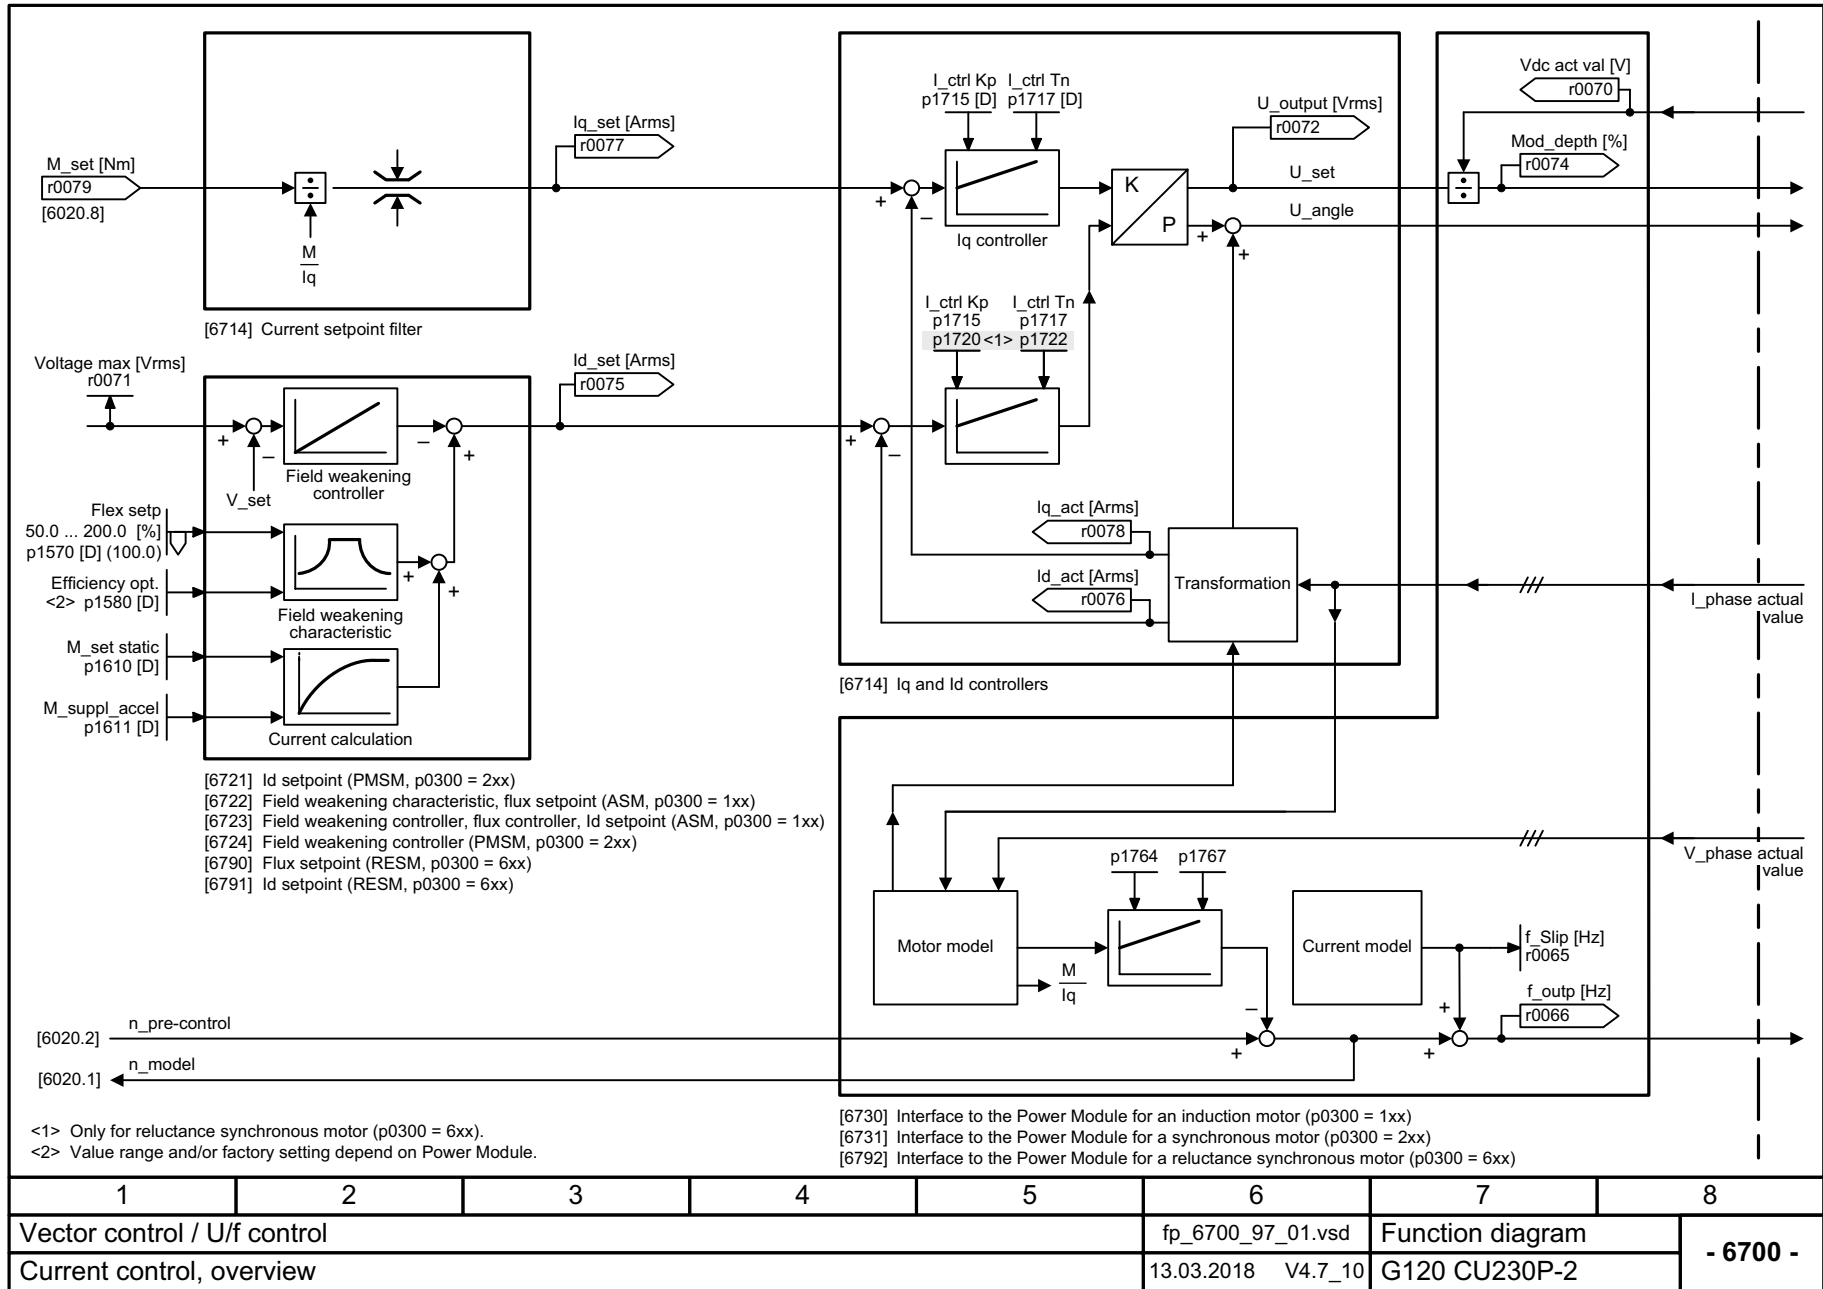 M_set [Nm]
r0079
[6020.8]
÷
M
Iq
[6714] Current setpoint filter
Iq_set [Arms]
r0077
Voltage max [Vrms]
r0071
+
–
V_set
Field weakening
controller
–
+
Id_set [Arms]
r0075
Flex setp
50.0 ... 200.0 [%]
p1570 [D] (100.0)
Efficiency opt.
<2> p1580 [D]
Field weakening
characteristic
+
+
M_set static
p1610 [D]
M_suppl_accel
p1611 [D]
Current calculation
[6721] Id setpoint (PMSM, p0300 = 2xx)
[6722] Field weakening characteristic, flux setpoint (ASM, p0300 = 1xx)
[6723] Field weakening controller, flux controller, Id setpoint (ASM, p0300 = 1xx)
[6724] Field weakening controller (PMSM, p0300 = 2xx)
[6790] Flux setpoint (RESM, p0300 = 6xx)
[6791] Id setpoint (RESM, p0300 = 6xx)
I_ctrl Kp I_ctrl Tn
p1715 [D] p1717 [D]
+
–
Iq controller
K
P
U_output [Vrms]
r0072
U_set
U_angle
+
+
I_ctrl Kp I_ctrl Tn
p1715 p1717
p1720 <1> p1722
+
–
Iq_act [Arms]
r0078
Id_act [Arms]
r0076
Transformation
[6714] Iq and Id controllers
Vdc act val [V]
r0070
Mod_depth [%]
r0074
÷
I_phase actual
value
V_phase actual
value
p1764 p1767
Motor model
M
Iq
Current model
f_Slip [Hz]
r0065
f_outp [Hz]
r0066
–
+
+
+
[6020.2] n_pre-control
[6020.1] n_model
[6730] Interface to the Power Module for an induction motor (p0300 = 1xx)
[6731] Interface to the Power Module for a synchronous motor (p0300 = 2xx)
[6792] Interface to the Power Module for a reluctance synchronous motor (p0300 = 6xx)
<1> Only for reluctance synchronous motor (p0300 = 6xx).
<2> Value range and/or factory setting depend on Power Module.
1 2 3 4 5 6 7 8
Vector control / U/f control
fp_6700_97_01.vsd
Function diagram
- 6700 -
Current control, overview
13.03.2018 V4.7_10
G120 CU230P-2